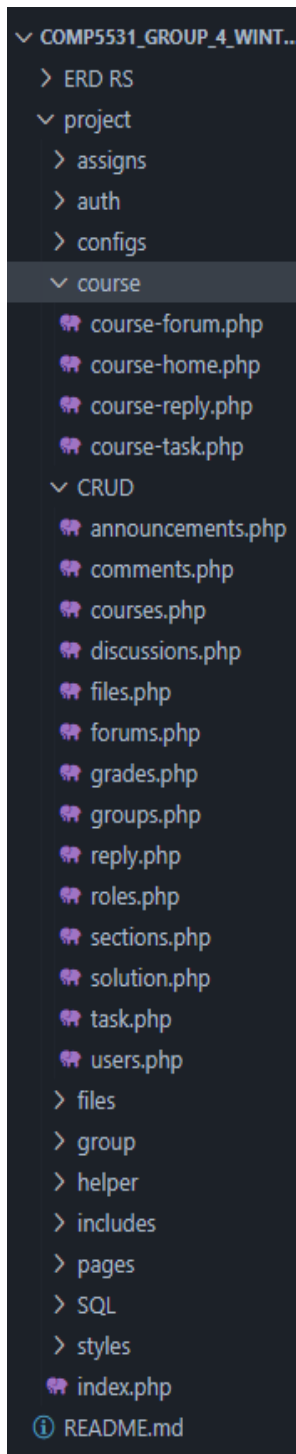 COMP5531_GROUP_4_WINT...
ERD RS
project
assigns
auth
configs
course
course-forum.php
course-home.php
course-reply.php
course-task.php
CRUD
announcements.php
comments.php
courses.php
discussions.php
files.php
forums.php
grades.php
groups.php
reply.php
roles.php
sections.php
solution.php
task.php
users.php
files
group
helper
includes
pages
SQL
styles
index.php
README.md